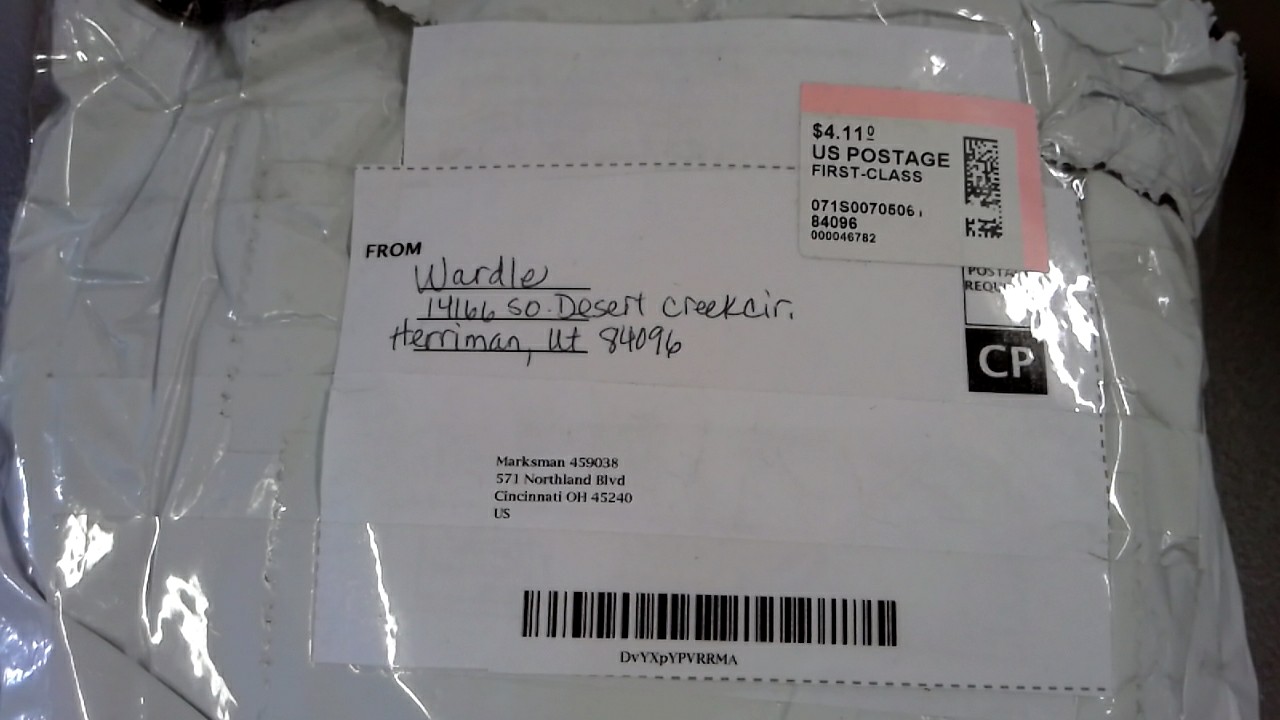 $4.11⁰
US POSTAGE
FIRST-CLASS
071S0070506
84096
000046782
FROM
Wardle
14166 So. Desert Creek Cir.
Herriman, Ut 84096
CP
Marksman 459038
571 Northland Blvd
Cincinnati OH 45240
US
DvYXpYPVRRMA